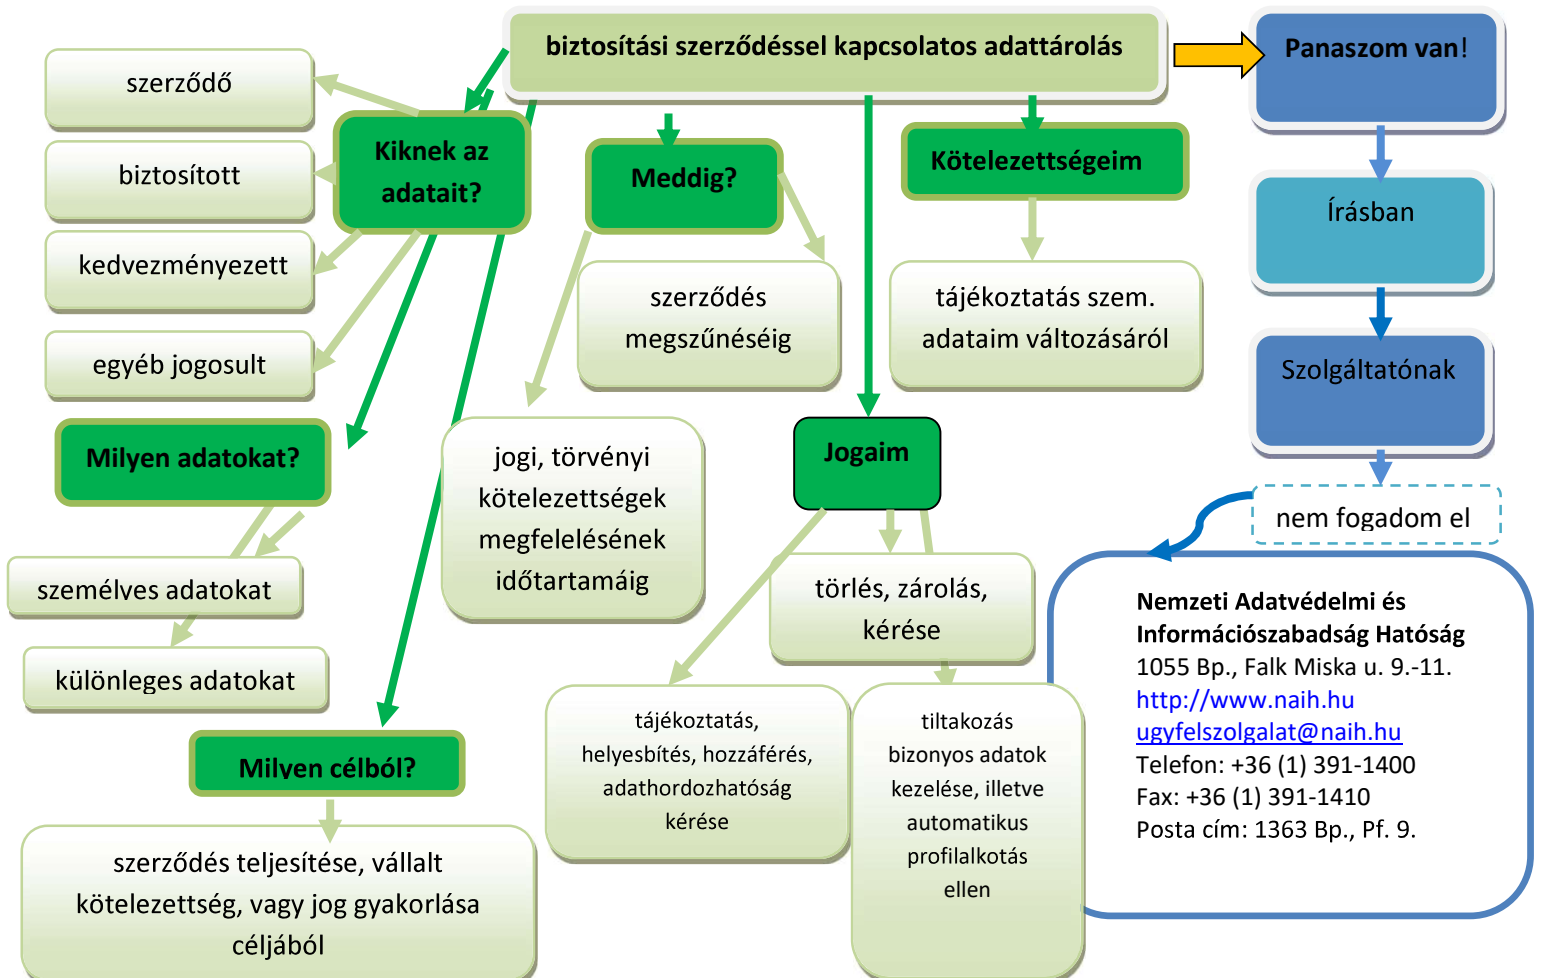 biztosítási szerződéssel kapcsolatos adattárolás
Panaszom van!
szerződő
biztosított
kedvezményezett
egyéb jogosult
Kiknek az
adatait?
Meddig?
Kötelezettségeim
Írásban
szerződés
megszűnéséig
tájékoztatás szem.
adataim változásáról
Szolgáltatónak
Milyen adatokat?
jogi, törvényi
kötelezettségek
megfelelésének
időtartamáig
Jogaim
nem fogadom el
személyes adatokat
különleges adatokat
törlés, zárolás,
kérése
Nemzeti Adatvédelmi és
Információszabadság Hatóság
1055 Bp., Falk Miska u. 9.-11.
http://www.naih.hu
ugyfelszolgalat@naih.hu
Telefon: +36 (1) 391-1400
Fax: +36 (1) 391-1410
Posta cím: 1363 Bp., Pf. 9.
Milyen célból?
tájékoztatás,
helyesbítés, hozzáférés,
adathordozhatóság
kérése
tiltakozás
bizonyos adatok
kezelése, illetve
automatikus
profilalkotás
ellen
szerződés teljesítése, vállalt
kötelezettség, vagy jog gyakorlása
céljából